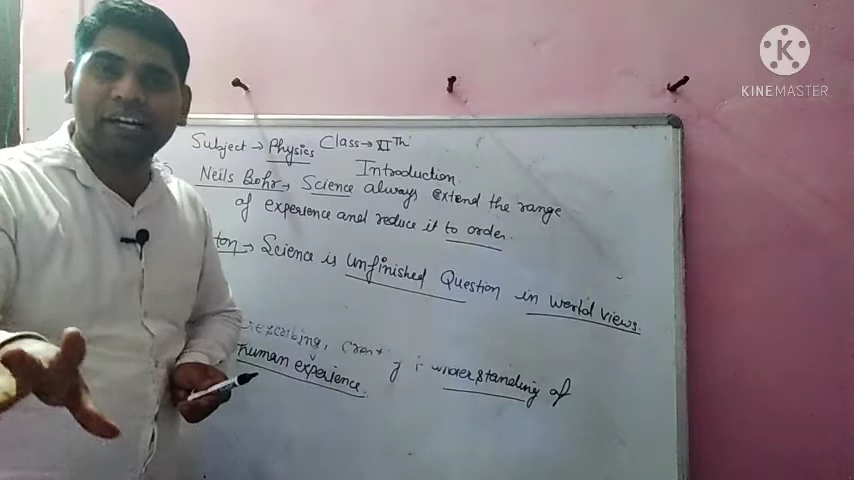 Subject → Physics Class → XI Th
Introduction
Neils Bohr → Science always extend the range
of experience and reduce it to order.
ton → Science is Unfinished Question in world views.
understanding of
human experience.
KINEMASTER